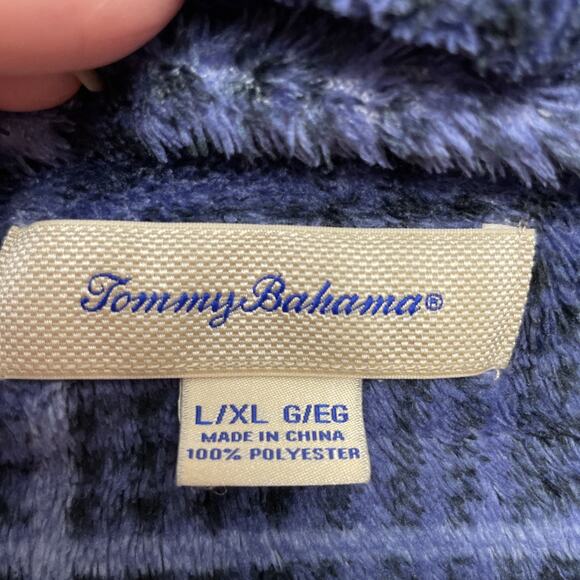 Tommy Bahama®
L/XL G/EG
MADE IN CHINA
100% POLYESTER